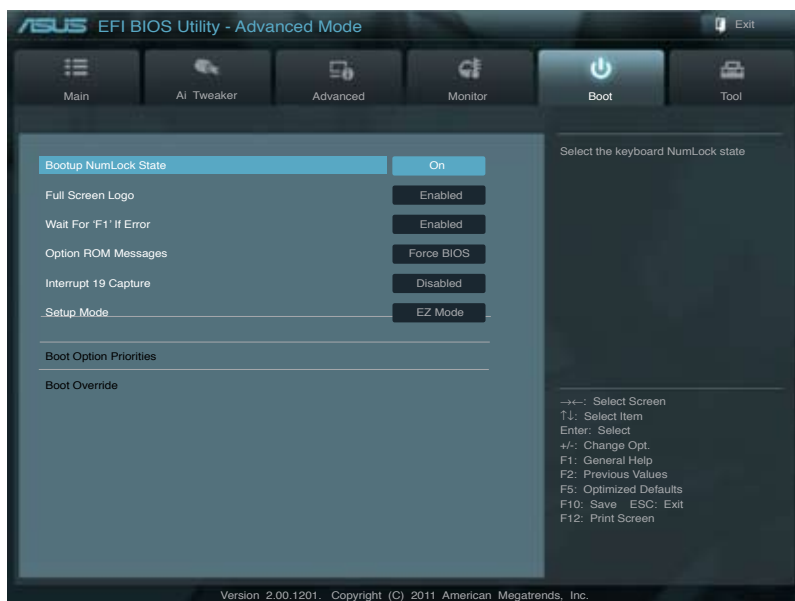 ASUS EFI BIOS Utility - Advanced Mode
Exit
Main
Ai Tweaker
Advanced
Monitor
Boot
Tool
Bootup NumLock State On
Full Screen Logo Enabled
Wait For ‘F1’ If Error Enabled
Option ROM Messages Force BIOS
Interrupt 19 Capture Disabled
Setup Mode EZ Mode
Boot Option Priorities
Boot Override
Select the keyboard NumLock state
→←: Select Screen
↑↓: Select Item
Enter: Select
+/-: Change Opt.
F1: General Help
F2: Previous Values
F5: Optimized Defaults
F10: Save ESC: Exit
F12: Print Screen
Version 2.00.1201. Copyright (C) 2011 American Megatrends, Inc.